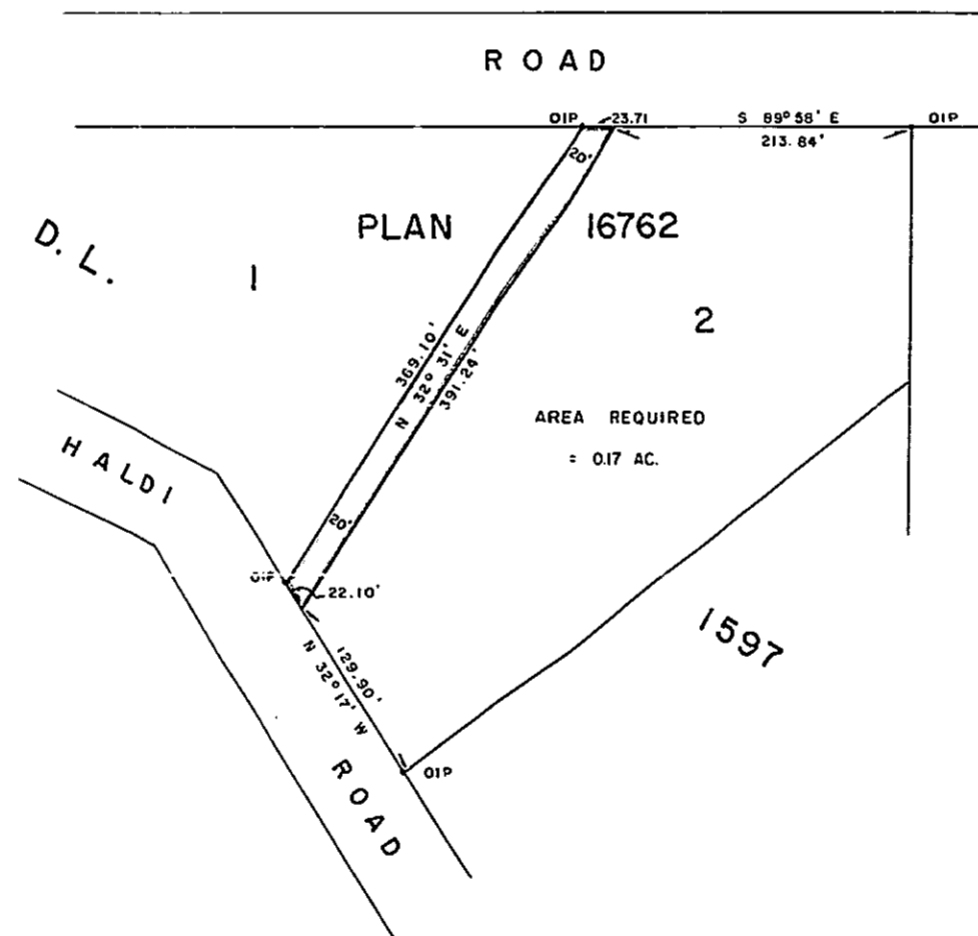 ROAD
OIP
23.71
S 89° 58' E
OIP
213.84'
20'
PLAN
16762
D. L.
1
2
369.10'
N 32° 31' E
391.24'
AREA REQUIRED
= 0.17 AC.
HALDI
20'
OIP
22.10'
1597
129.90'
N 32° 17' W
OIP
ROAD